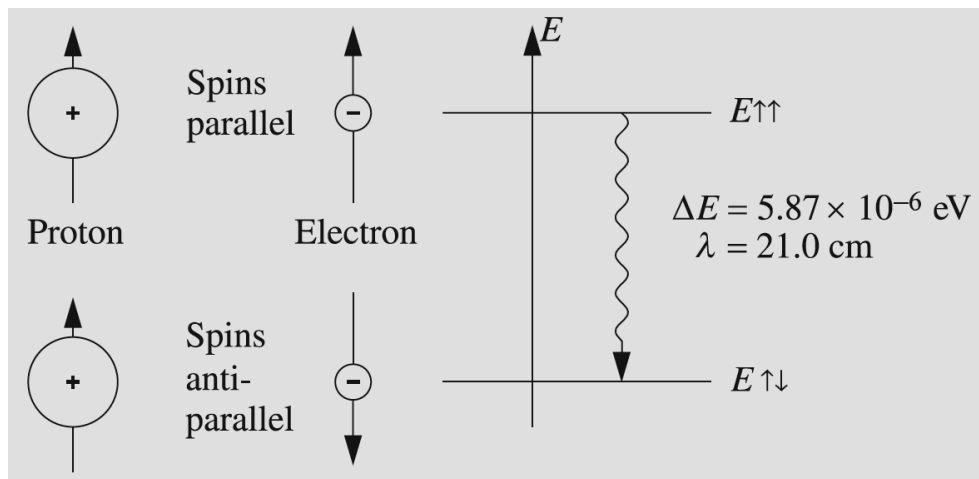 E
+
Spins
parallel
−
E↑↑
Proton
Electron
ΔE = 5.87 × 10⁻⁶ eV
λ = 21.0 cm
+
Spins
anti-
parallel
−
E↑↓